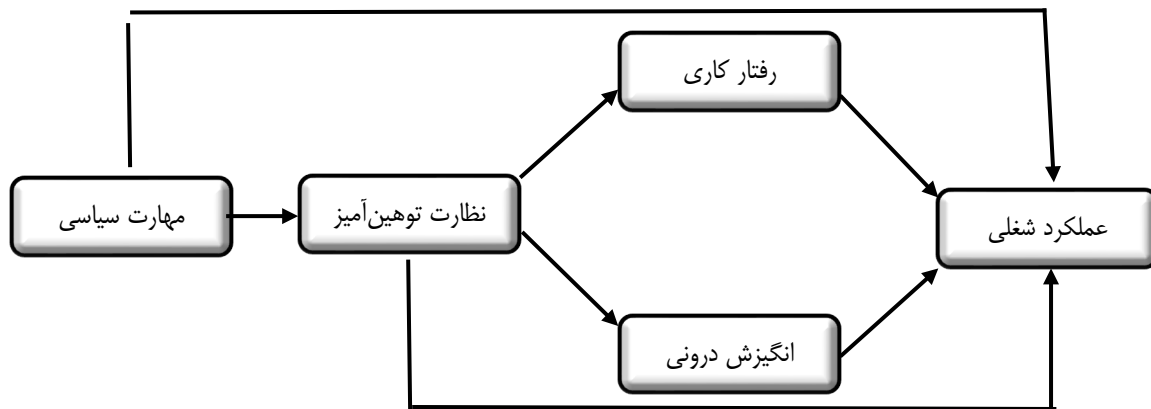 رفتار کاری
مهارت سیاسی
نظارت توهین‌آمیز
عملکرد شغلی
انگیزش درونی